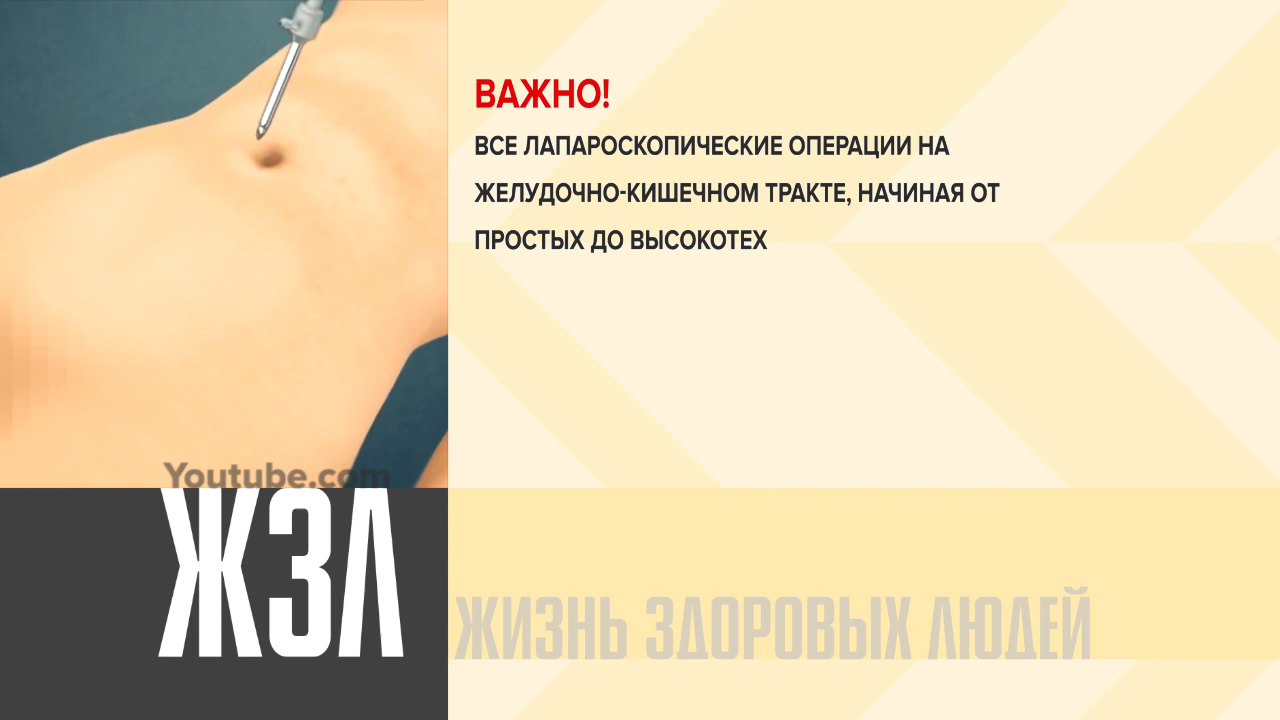 ВАЖНО!
ВСЕ ЛАПАРОСКОПИЧЕСКИЕ ОПЕРАЦИИ НА
ЖЕЛУДОЧНО-КИШЕЧНОМ ТРАКТЕ, НАЧИНАЯ ОТ
ПРОСТЫХ ДО ВЫСОКОТЕХ
Youtube.com
ЖЗЛ
ЖИЗНЬ ЗДОРОВЫХ ЛЮДЕЙ